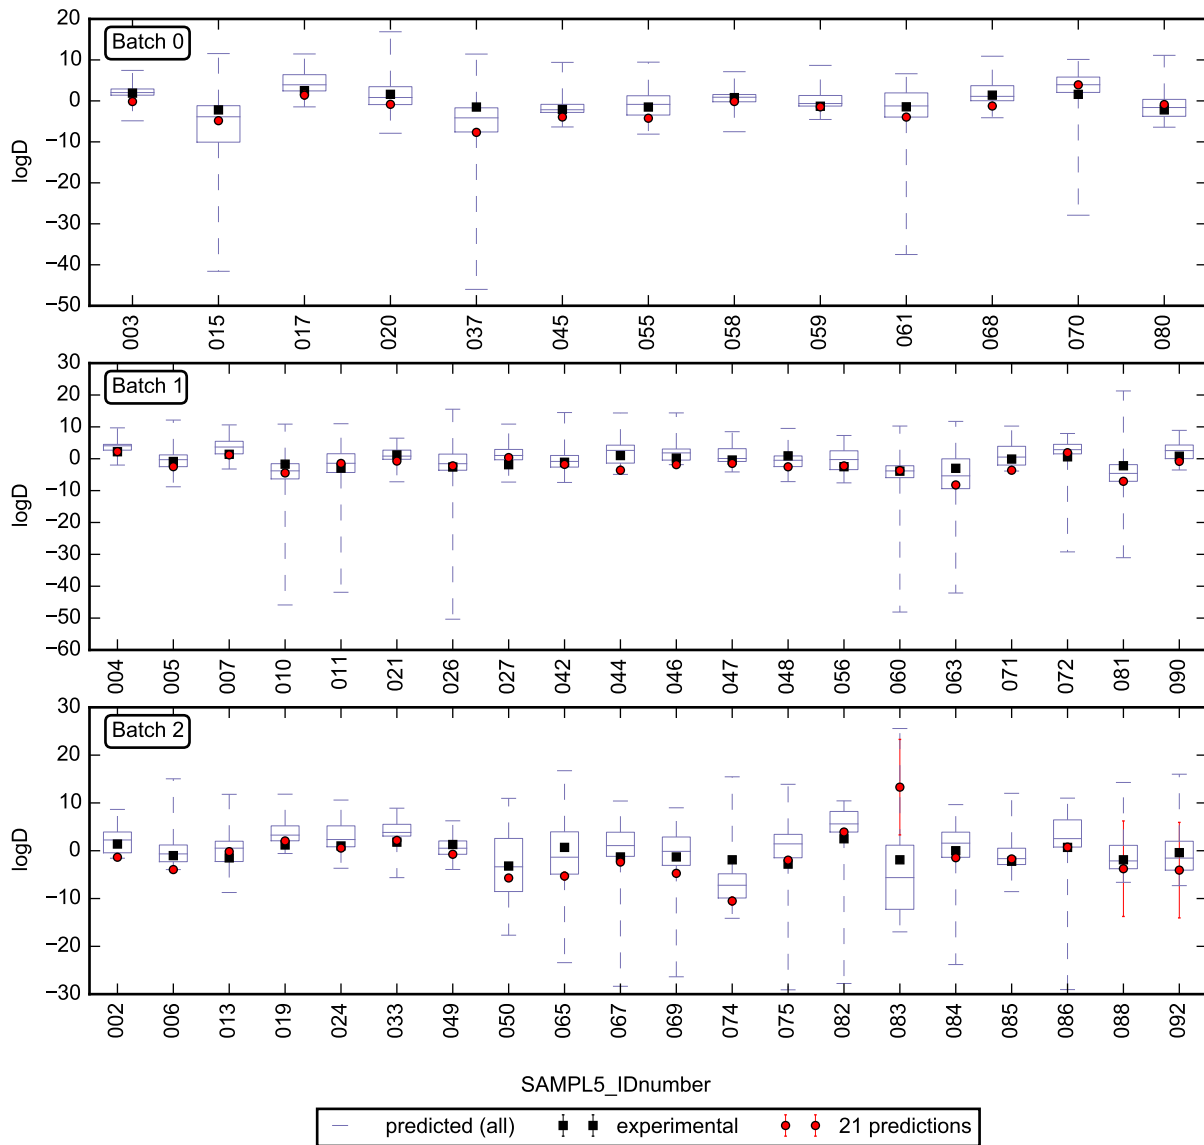 Batch 0
logD
20
10
0
−10
−20
−30
−40
−50
003 015 017 020 037 045 055 058 059 061 068 070 080
Batch 1
logD
30
20
10
0
−10
−20
−30
−40
−50
−60
004 005 007 010 011 021 026 027 042 044 046 047 048 056 060 063 071 072 081 090
Batch 2
logD
30
20
10
0
−10
−20
−30
002 006 013 019 024 033 049 050 065 067 069 074 075 082 083 084 085 086 088 092
SAMPL5_IDnumber
predicted (all) experimental 21 predictions